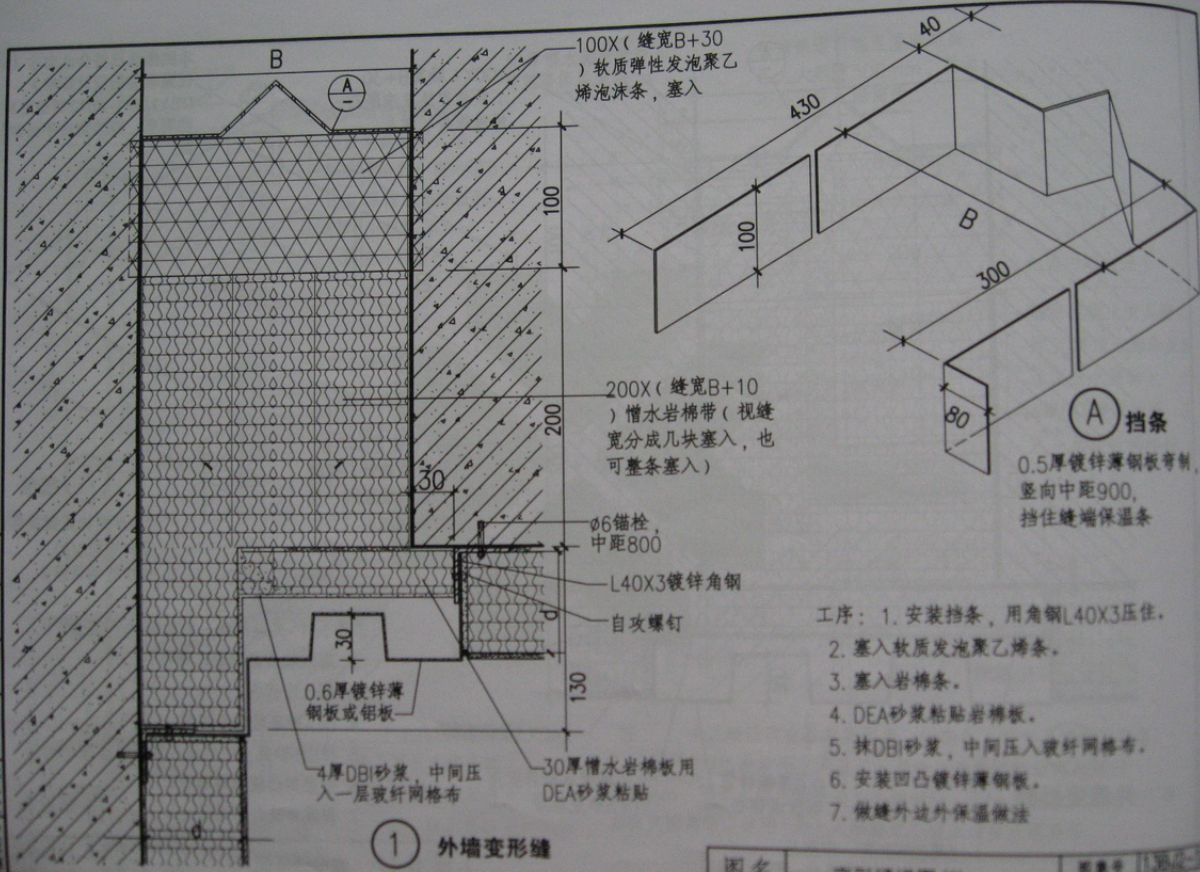 B
A
100X(缝宽B+30
)软质弹性发泡聚乙
烯泡沫条，塞入
100
200X(缝宽B+10
)憎水岩棉带(视缝
宽分成几块塞入，也
可整条塞入)
200
30
ø6锚栓，
中距800
L40X3镀锌角钢
自攻螺钉
d
30
130
0.6厚镀锌薄
钢板或铝板
4厚DBI砂浆，中间压
入一层玻纤网格布
30厚憎水岩棉板用
DEA砂浆粘贴
d
1 外墙变形缝
40
430
100
B
300
80
A 挡条
0.5厚镀锌薄钢板弯制
竖向中距900,
挡住缝端保温条
工序：1. 安装挡条，用角钢L40X3压住。
2. 塞入软质发泡聚乙烯条。
3. 塞入岩棉条。
4. DEA砂浆粘贴岩棉板。
5. 抹DBI砂浆，中间压入玻纤网格布。
6. 安装凹凸镀锌薄钢板。
7. 做缝外边外保温做法
图名
图集号